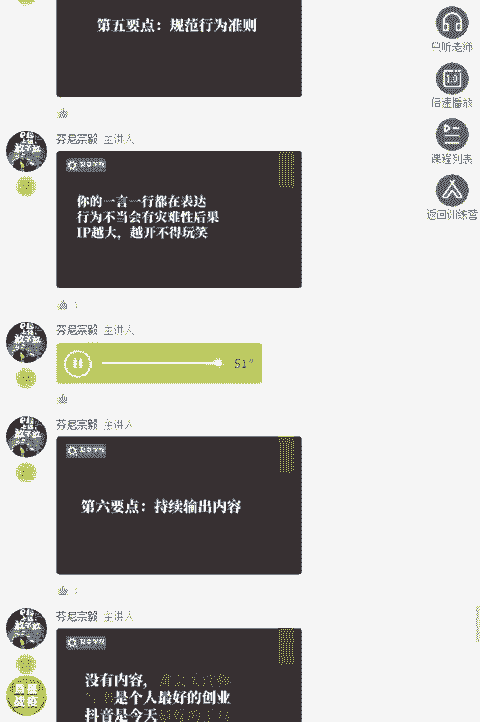 第五要点：规范行为准则
只听老师
倍速播放
课程列表
返回训练营
芬尼宗毅 主讲人
你的一言一行都在表达
行为不当会有灾难性后果
IP越大，越开不得玩笑
芬尼宗毅 主讲人
51"
芬尼宗毅 主讲人
第六要点：持续输出内容
芬尼宗毅 主讲人
没有内容，
是个人最好的创业
抖音是今天